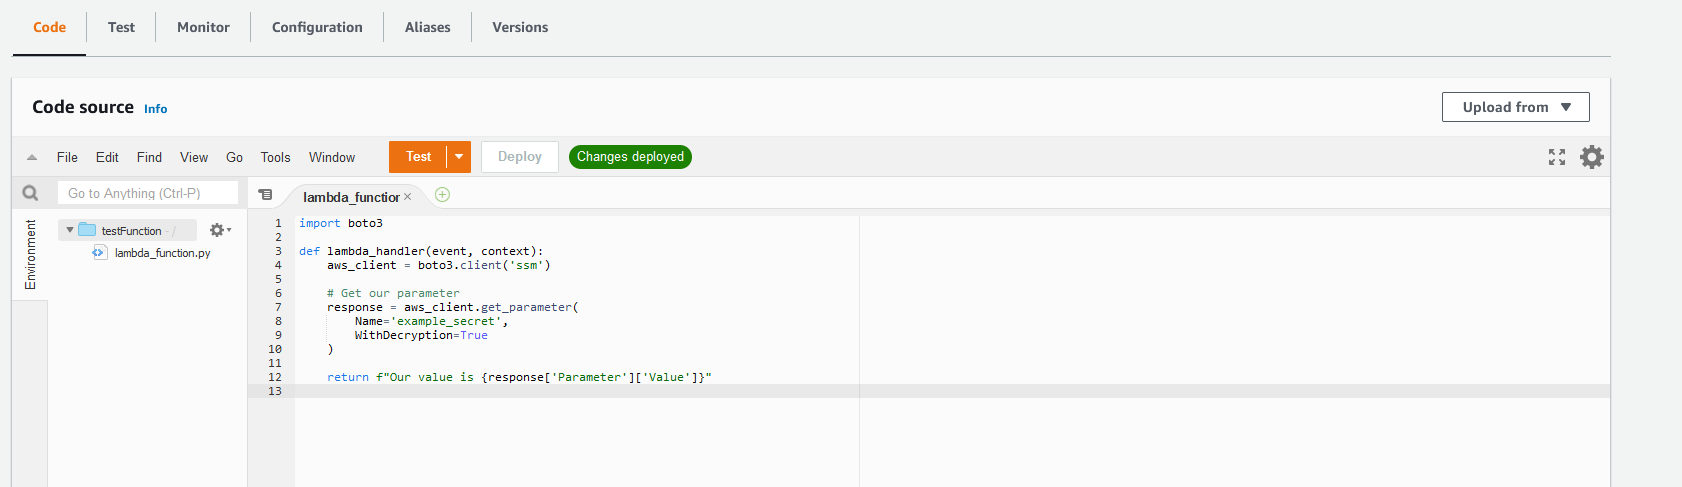 Code Test Monitor Configuration Aliases Versions
Code source Info
Upload from
File Edit Find View Go Tools Window Test Deploy Changes deployed
Go to Anything (Ctrl-P)
lambda_function
Environment
testFunction - /
lambda_function.py
1 import boto3
2
3 def lambda_handler(event, context):
4 aws_client = boto3.client('ssm')
5
6 # Get our parameter
7 response = aws_client.get_parameter(
8 Name='example_secret',
9 WithDecryption=True
10 )
11
12 return f"Our value is {response['Parameter']['Value']}"
13